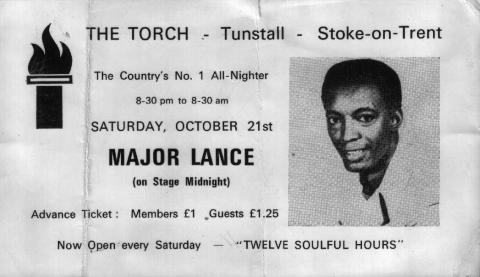 THE TORCH - Tunstall - Stoke-on-Trent
The Country's No. 1 All-Nighter
8-30 pm to 8-30 am
SATURDAY, OCTOBER 21st
MAJOR LANCE
(on Stage Midnight)
Advance Ticket : Members £1 Guests £1.25
Now Open every Saturday — "TWELVE SOULFUL HOURS"